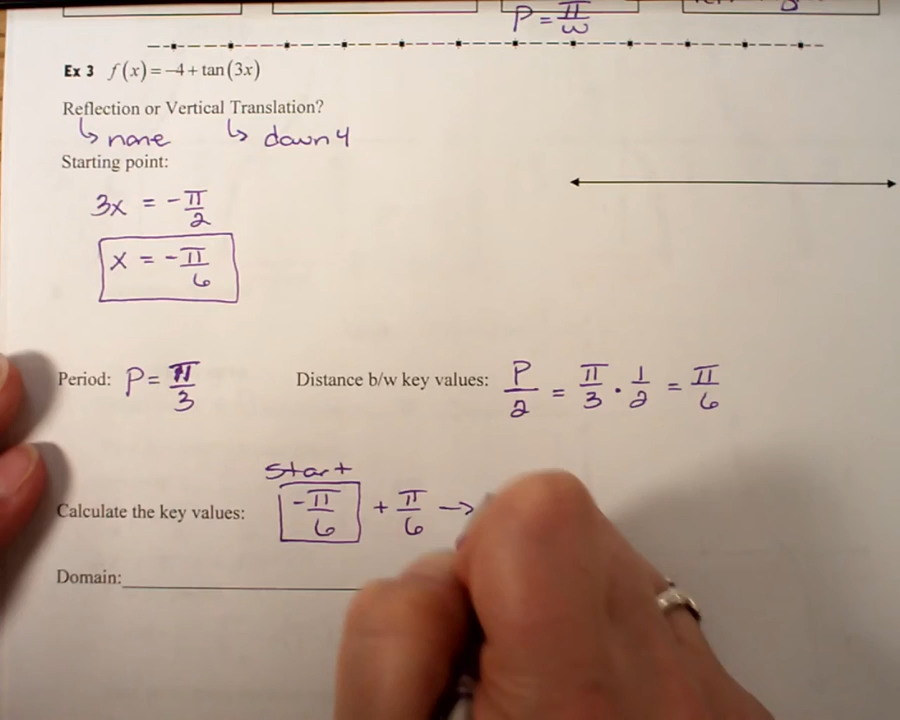 P = π/ω
Ex 3 f(x) = −4 + tan(3x)
Reflection or Vertical Translation?
↳ none ↳ down 4
Starting point:
3x = -π/2
x = -π/6
Period: P = π/3 Distance b/w key values: P/2 = π/3 · 1/2 = π/6
Start
Calculate the key values: -π/6 + π/6 →
Domain: